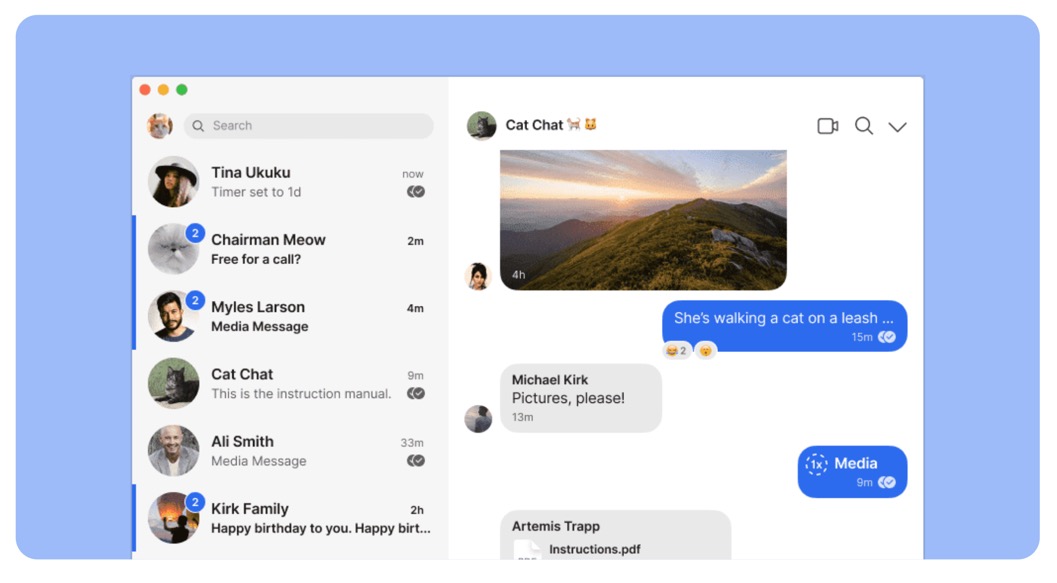 Search
Tina Ukuku
now
Timer set to 1d
2
Chairman Meow
2m
Free for a call?
2
Myles Larson
4m
Media Message
Cat Chat
9m
This is the instruction manual.
Ali Smith
33m
Media Message
2
Kirk Family
2h
Happy birthday to you. Happy birt...
Cat Chat 🐈🐱
4h
She's walking a cat on a leash ...
15m
😂 2 🤯
Michael Kirk
Pictures, please!
13m
1x Media
9m
Artemis Trapp
Instructions.pdf